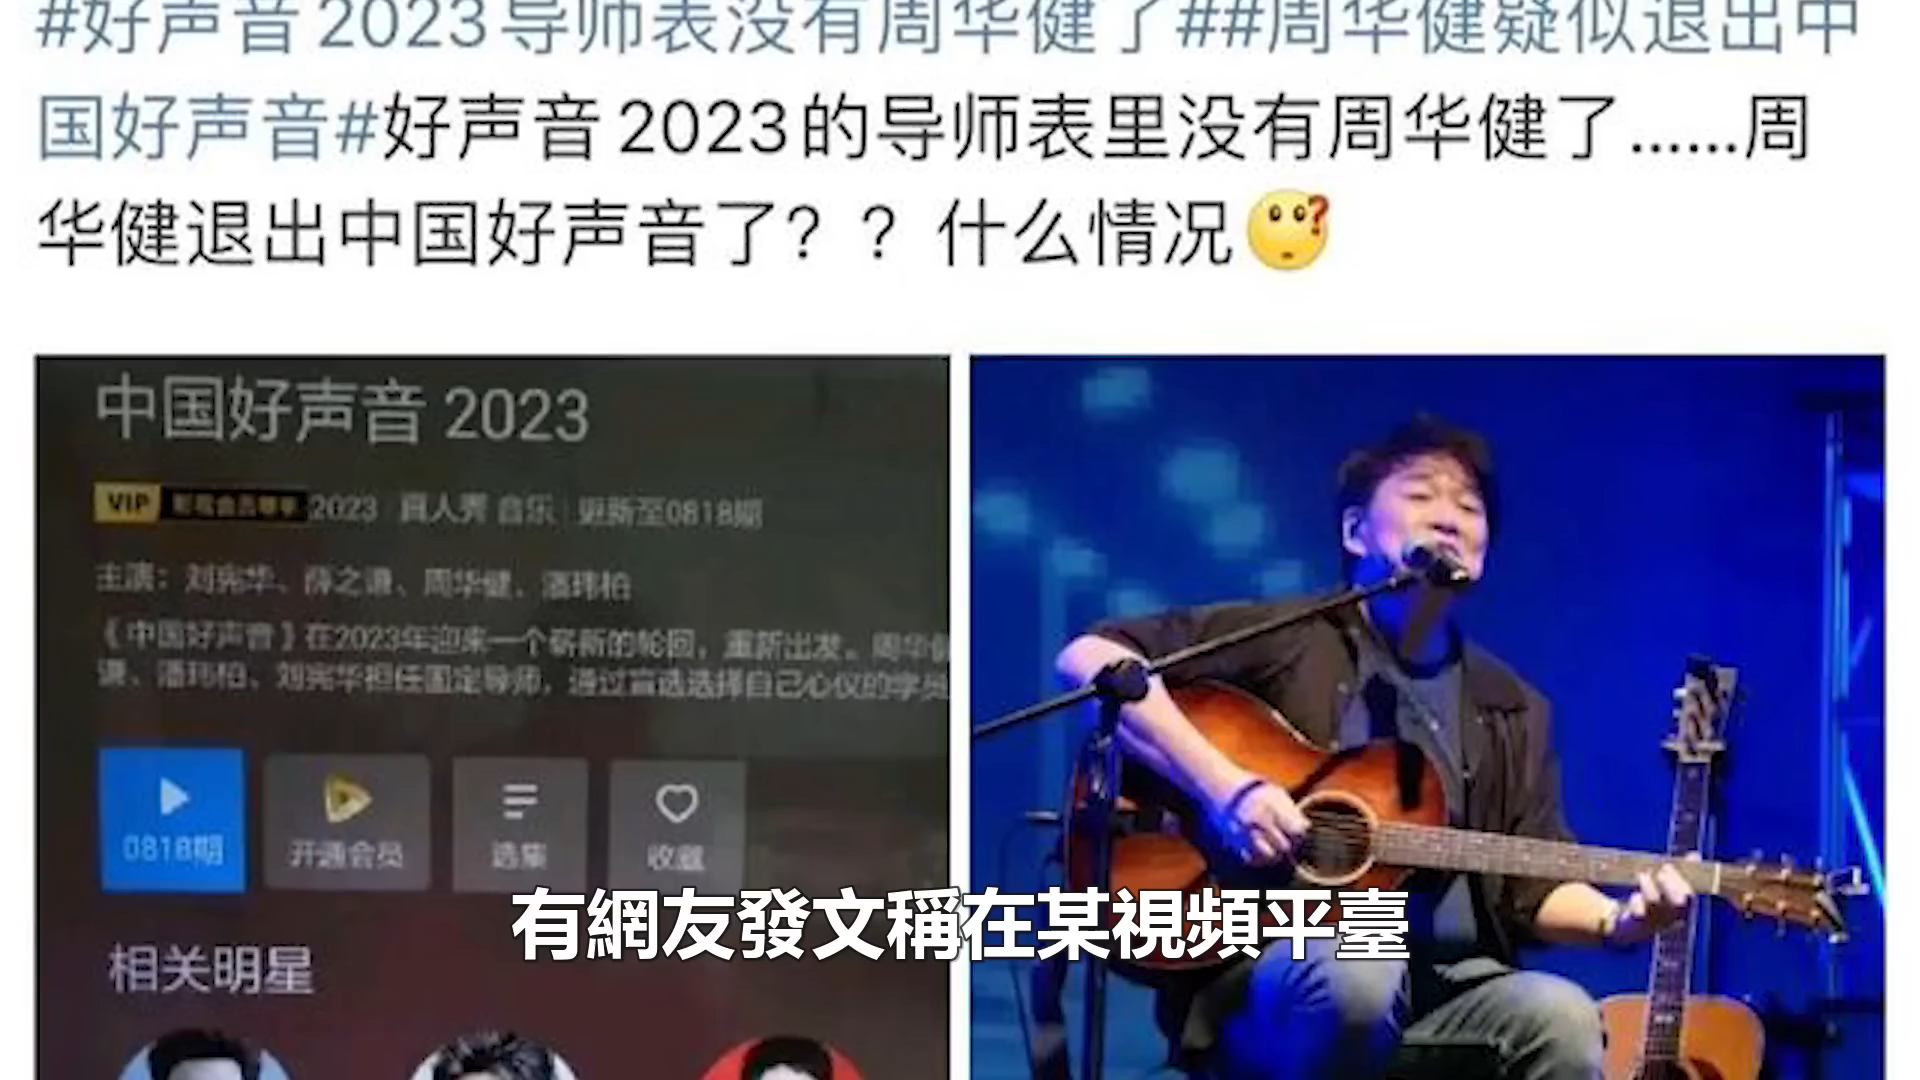 #好声音2023导师表没有周华健了##周华健疑似退出中
国好声音#好声音2023的导师表里没有周华健了……周
华健退出中国好声音了？？什么情况
中国好声音 2023
VIP 2023 真人秀 音乐 更新至0818期
主演：刘宪华、薛之谦、周华健、潘玮柏
《中国好声音》在2023年迎来一个崭新的轮回，重新出发。周华健
谦、潘玮柏、刘宪华担任固定导师，通过盲选选择自己心仪的学员
0818期
开通会员
选集
收藏
有網友發文稱在某視頻平臺
相关明星